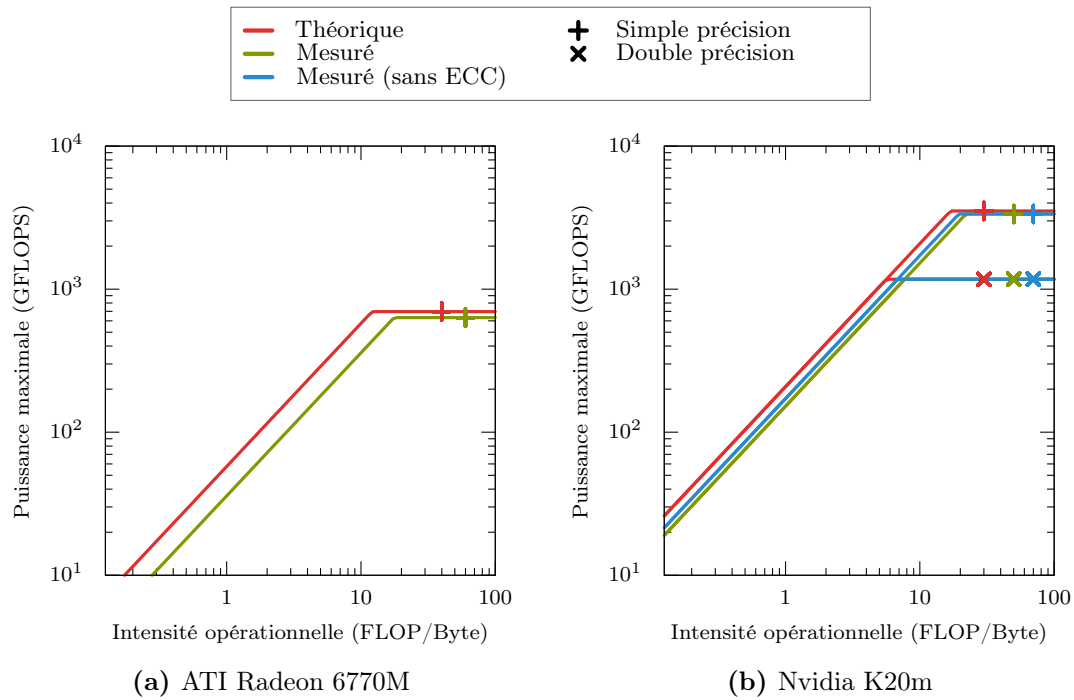 Théorique
Mesuré
Mesuré (sans ECC)
Simple précision
Double précision
Puissance maximale (GFLOPS)
10^4
10^3
10^2
10^1
1
10
100
Intensité opérationnelle (FLOP/Byte)
(a) ATI Radeon 6770M
Puissance maximale (GFLOPS)
10^4
10^3
10^2
10^1
1
10
100
Intensité opérationnelle (FLOP/Byte)
(b) Nvidia K20m